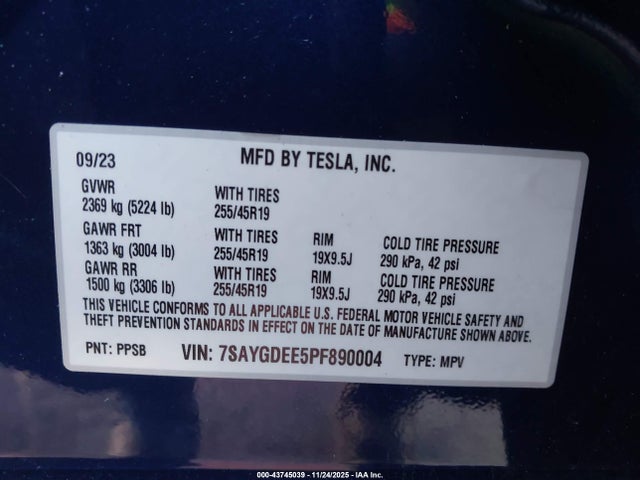 09/23 MFD BY TESLA, INC.
GVWR WITH TIRES
2369 kg (5224 lb) 255/45R19
GAWR FRT WITH TIRES RIM COLD TIRE PRESSURE
1363 kg (3004 lb) 255/45R19 19X9.5J 290 kPa, 42 psi
GAWR RR WITH TIRES RIM COLD TIRE PRESSURE
1500 kg (3306 lb) 255/45R19 19X9.5J 290 kPa, 42 psi
THIS VEHICLE CONFORMS TO ALL APPLICABLE U.S. FEDERAL MOTOR VEHICLE SAFETY AND
THEFT PREVENTION STANDARDS IN EFFECT ON THE DATE OF MANUFACTURE SHOWN ABOVE.
PNT: PPSB VIN: 7SAYGDEE5PF890004 TYPE: MPV
000-43745039 - 11/24/2025 - IAA Inc.